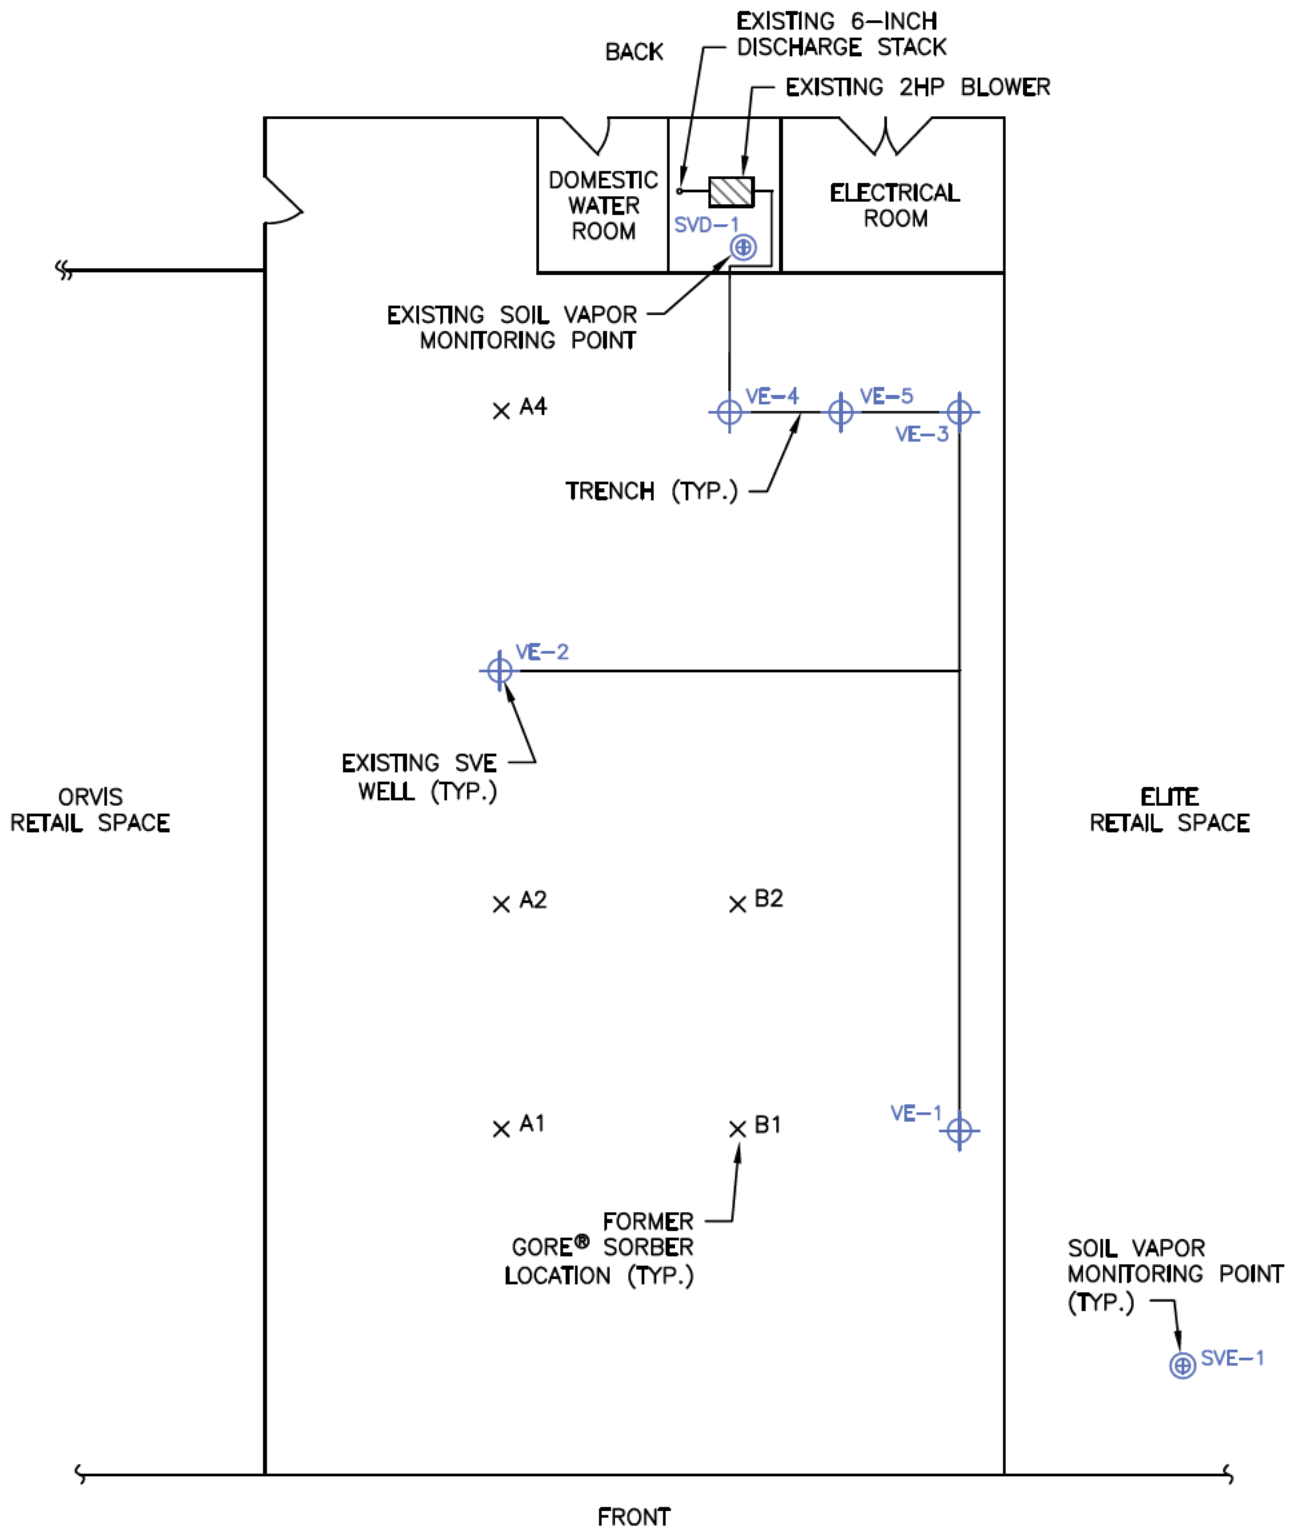 EXISTING 6-INCH
DISCHARGE STACK
BACK
EXISTING 2HP BLOWER
DOMESTIC
WATER
ROOM
ELECTRICAL
ROOM
SVD-1
EXISTING SOIL VAPOR
MONITORING POINT
A4
VE-4
VE-5
VE-3
TRENCH (TYP.)
VE-2
EXISTING SVE
WELL (TYP.)
ORVIS
RETAIL SPACE
ELITE
RETAIL SPACE
A2
B2
A1
B1
VE-1
FORMER
GORE® SORBER
LOCATION (TYP.)
SOIL VAPOR
MONITORING POINT
(TYP.)
SVE-1
FRONT